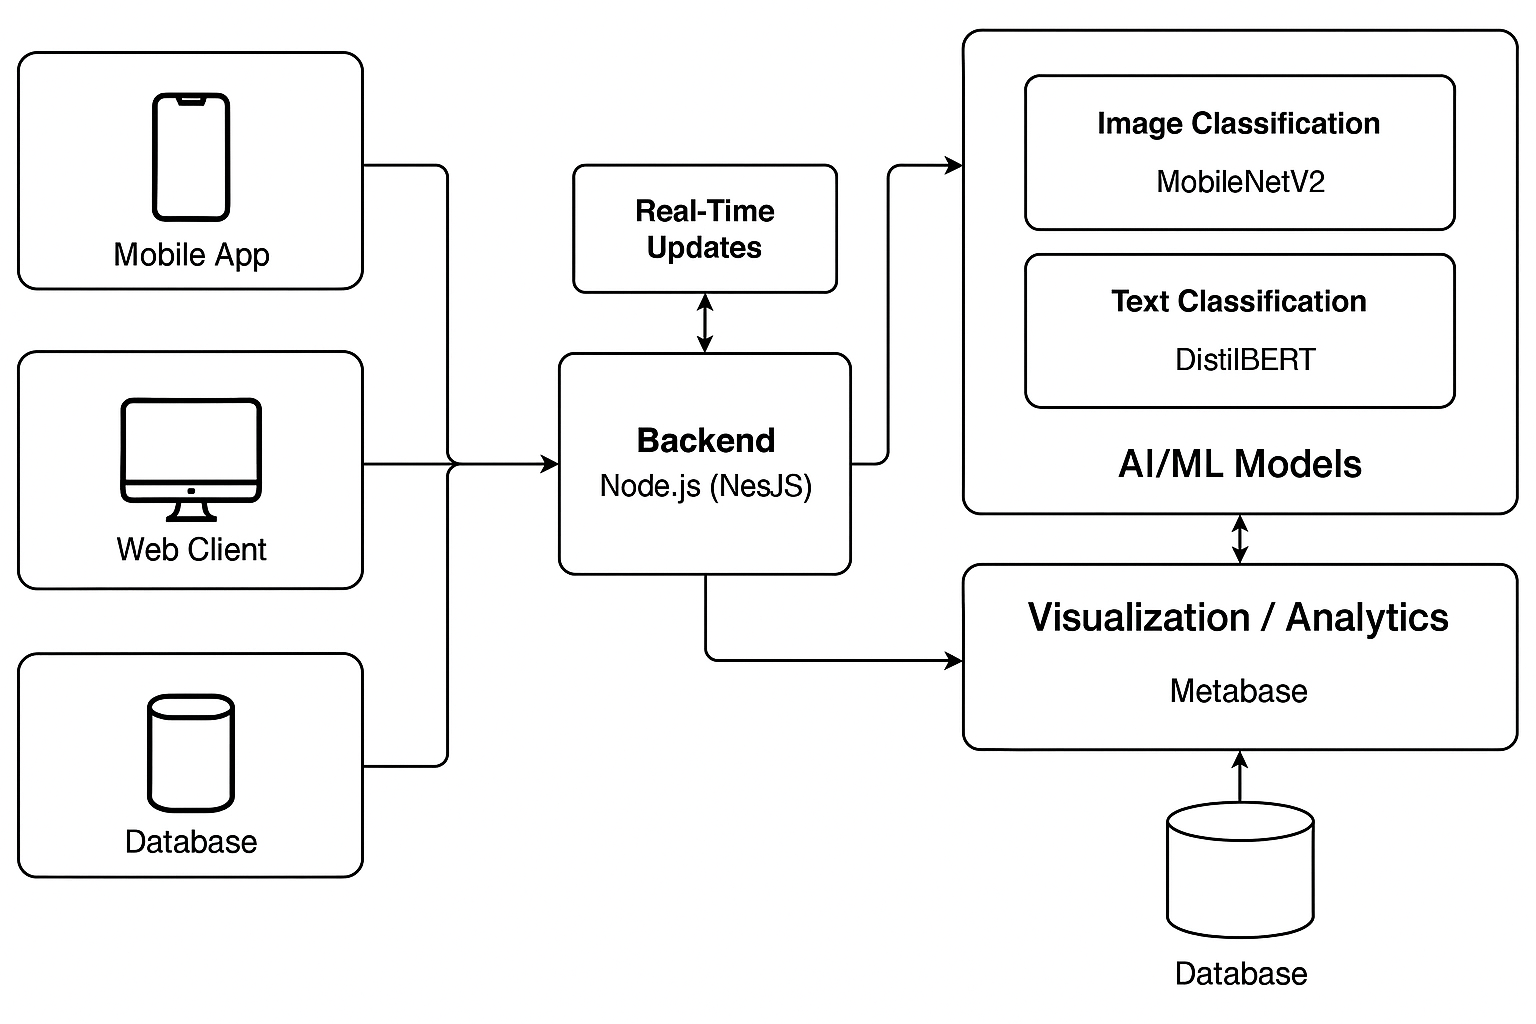 Mobile App
Web Client
Database
Real-Time
Updates
Backend
Node.js (NesJS)
Image Classification
MobileNetV2
Text Classification
DistilBERT
AI/ML Models
Visualization / Analytics
Metabase
Database